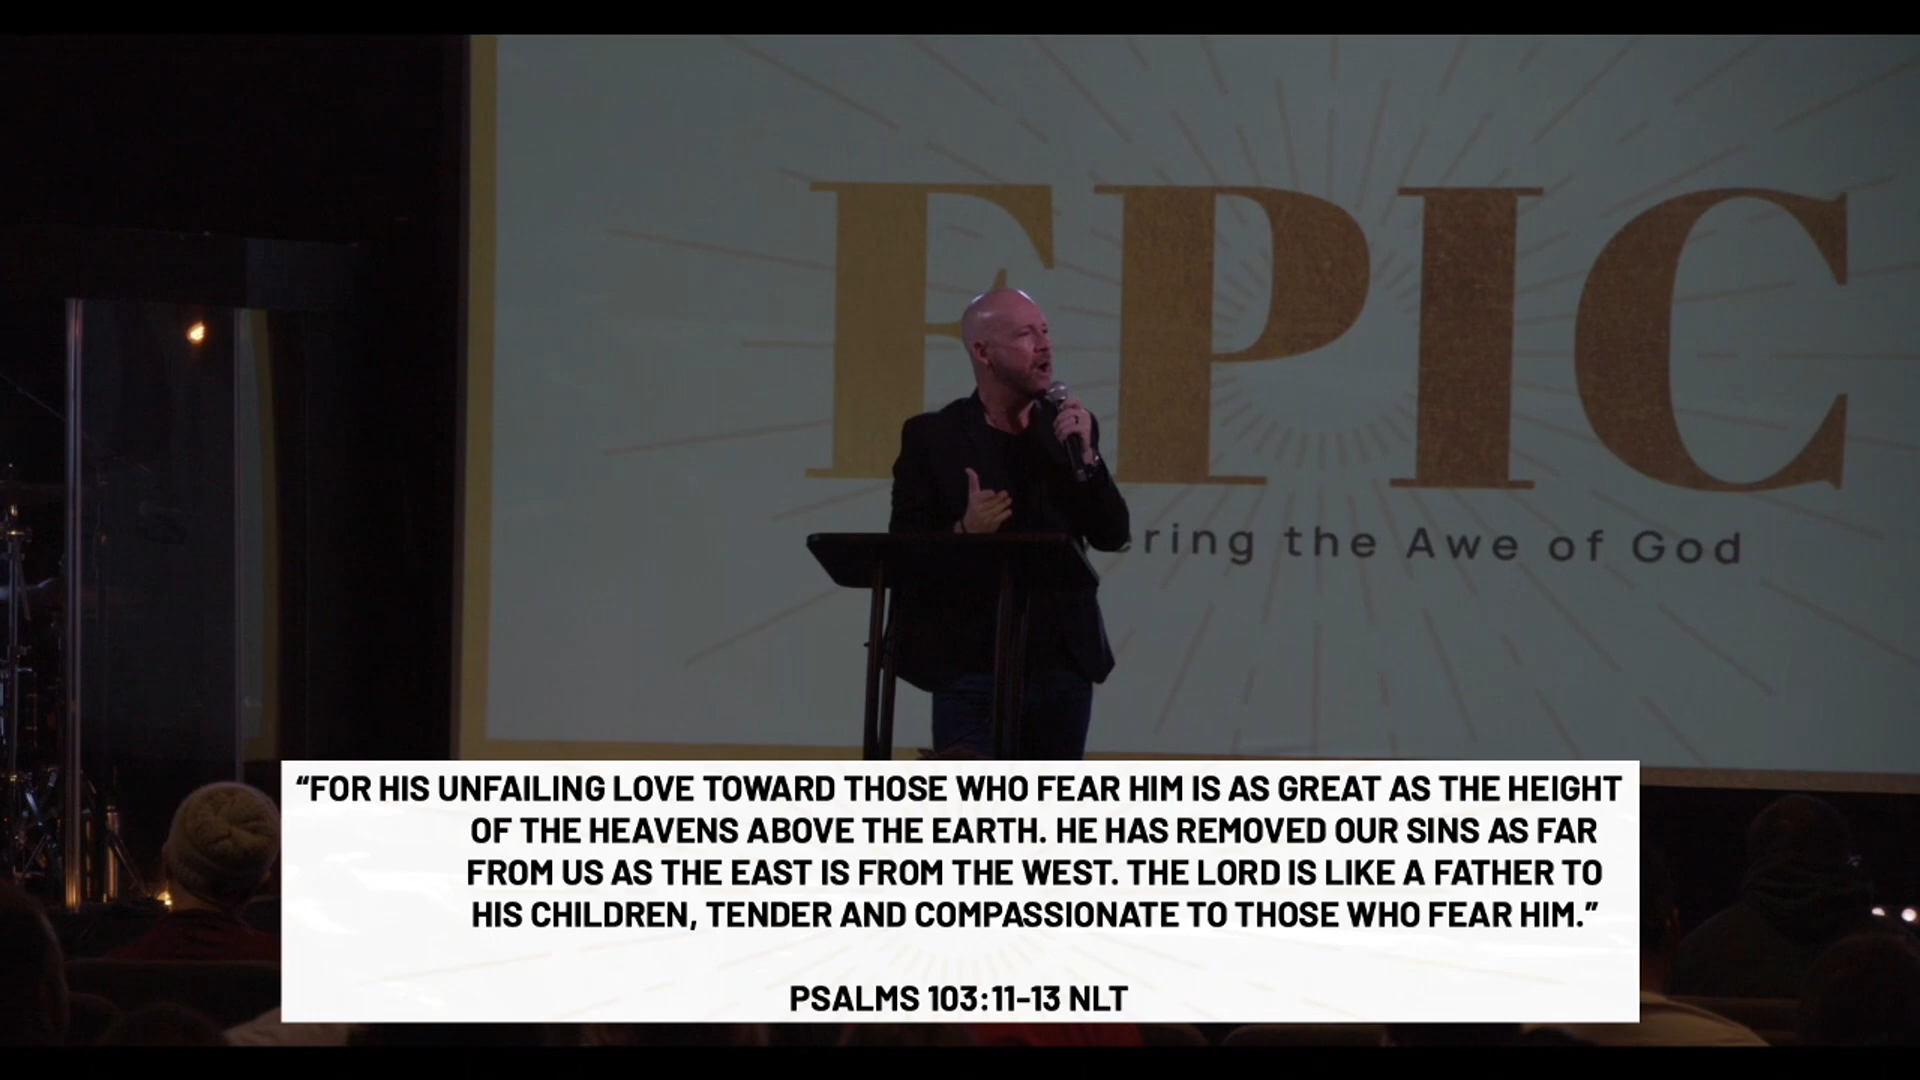 EPIC
ering the Awe of God
“FOR HIS UNFAILING LOVE TOWARD THOSE WHO FEAR HIM IS AS GREAT AS THE HEIGHT
OF THE HEAVENS ABOVE THE EARTH. HE HAS REMOVED OUR SINS AS FAR
FROM US AS THE EAST IS FROM THE WEST. THE LORD IS LIKE A FATHER TO
HIS CHILDREN, TENDER AND COMPASSIONATE TO THOSE WHO FEAR HIM.”
PSALMS 103:11-13 NLT